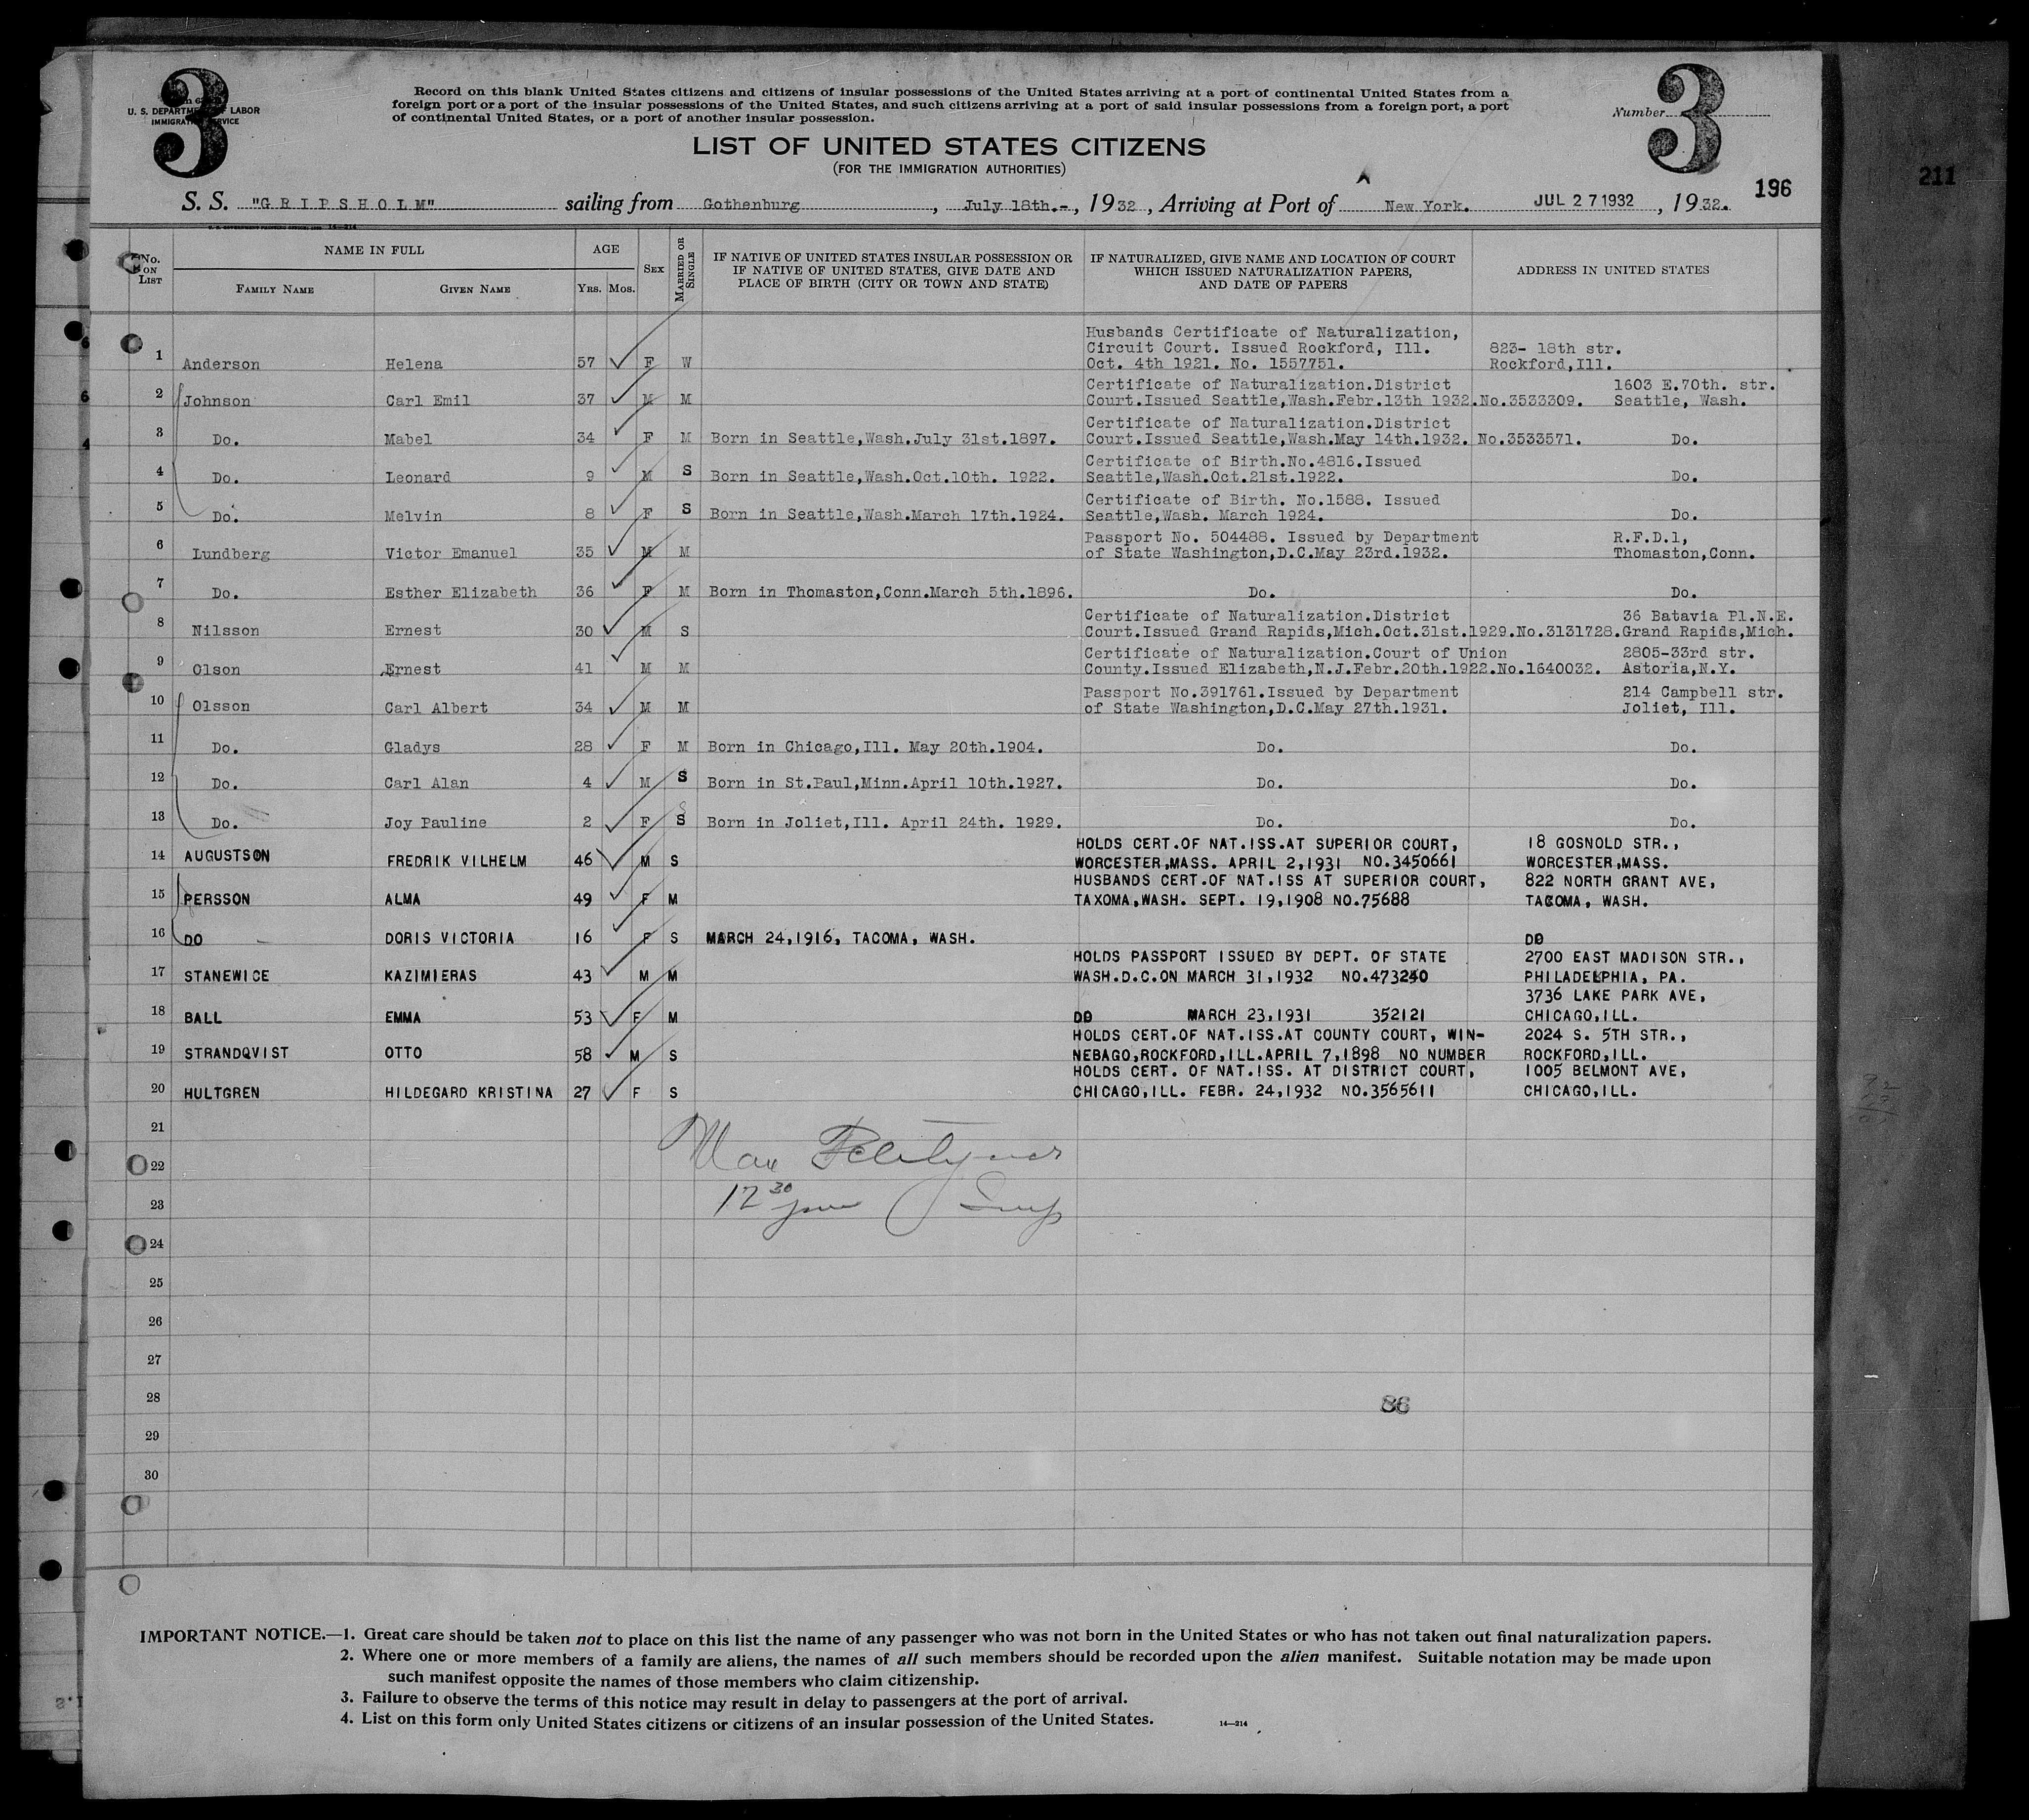 3
U. S. DEPARTMENT OF LABOR
IMMIGRATION SERVICE
Record on this blank United States citizens and citizens of insular possessions of the United States arriving at a port of continental United States from a
foreign port or a port of the insular possessions of the United States, and such citizens arriving at a port of said insular possessions from a foreign port, a port
of continental United States, or a port of another insular possession.
Number 3
LIST OF UNITED STATES CITIZENS
(FOR THE IMMIGRATION AUTHORITIES)
196
211
S. S. "GRIPSHOLM" sailing from Gothenburg, July 18th.-, 1932, Arriving at Port of New York. JUL 27 1932, 1932.
No. ON LIST
NAME IN FULL
FAMILY NAME
GIVEN NAME
AGE
YRS. MOS.
SEX
MARRIED OR SINGLE
IF NATIVE OF UNITED STATES INSULAR POSSESSION OR
IF NATIVE OF UNITED STATES, GIVE DATE AND
PLACE OF BIRTH (CITY OR TOWN AND STATE)
IF NATURALIZED, GIVE NAME AND LOCATION OF COURT
WHICH ISSUED NATURALIZATION PAPERS,
AND DATE OF PAPERS
ADDRESS IN UNITED STATES
Husbands Certificate of Naturalization,
Circuit Court. Issued Rockford, Ill. 823- 18th str.
1 Anderson Helena 57 F W Oct. 4th 1921. No. 1557751. Rockford,Ill.
Certificate of Naturalization.District 1603 E.70th. str.
2 Johnson Carl Emil 37 M M Court.Issued Seattle,Wash.Febr.13th 1932.No.3533309. Seattle, Wash.
Certificate of Naturalization.District
3 Do. Mabel 34 F M Born in Seattle,Wash.July 31st.1897. Court.Issued Seattle,Wash.May 14th.1932. No.3533571. Do.
Certificate of Birth.No.4816.Issued
4 Do. Leonard 9 M S Born in Seattle,Wash.Oct.10th. 1922. Seattle,Wash.Oct.21st.1922. Do.
Certificate of Birth. No.1588. Issued
5 Do. Melvin 8 F S Born in Seattle,Wash.March 17th.1924. Seattle,Wash. March 1924. Do.
Passport No. 504488. Issued by Department R.F.D.1,
6 Lundberg Victor Emanuel 35 M M of State Washington,D.C.May 23rd.1932. Thomaston,Conn.
7 Do. Esther Elizabeth 36 F M Born in Thomaston,Conn.March 5th.1896. Do. Do.
Certificate of Naturalization.District 36 Batavia Pl.N.E.
8 Nilsson Ernest 30 M S Court.Issued Grand Rapids,Mich.Oct.31st.1929.No.3131728.Grand Rapids,Mich.
Certificate of Naturalization.Court of Union 2805-33rd str.
9 Olson Ernest 41 M M County.Issued Elizabeth,N.J.Febr.20th.1922.No.1640032. Astoria,N.Y.
Passport No.391761.Issued by Department 214 Campbell str.
10 Olsson Carl Albert 34 M M of State Washington,D.C.May 27th.1931. Joliet, Ill.
11 Do. Gladys 28 F M Born in Chicago,Ill. May 20th.1904. Do. Do.
12 Do. Carl Alan 4 M S Born in St.Paul,Minn.April 10th.1927. Do. Do.
13 Do. Joy Pauline 2 F S Born in Joliet,Ill. April 24th. 1929. Do. Do.
HOLDS CERT.OF NAT.ISS.AT SUPERIOR COURT, 18 GOSNOLD STR.,
14 AUGUSTSON FREDRIK VILHELM 46 M S WORCESTER,MASS. APRIL 2,1931 NO.3450661 WORCESTER,MASS.
HUSBANDS CERT.OF NAT.ISS AT SUPERIOR COURT, 822 NORTH GRANT AVE,
15 PERSSON ALMA 49 F M TAXOMA,WASH. SEPT. 19,1908 NO.75688 TACOMA, WASH.
16 DO DORIS VICTORIA 16 F S MARCH 24,1916, TACOMA, WASH. DO
HOLDS PASSPORT ISSUED BY DEPT. OF STATE 2700 EAST MADISON STR.,
17 STANEWICE KAZIMIERAS 43 M M WASH.D.C.ON MARCH 31,1932 NO.473240 PHILADELPHIA, PA.
3736 LAKE PARK AVE,
18 BALL EMMA 53 F M DO MARCH 23,1931 352121 CHICAGO,ILL.
HOLDS CERT.OF NAT.ISS.AT COUNTY COURT, WIN- 2024 S. 5TH STR.,
19 STRANDQVIST OTTO 58 M S NEBAGO,ROCKFORD,ILL.APRIL 7,1898 NO NUMBER ROCKFORD,ILL.
HOLDS CERT. OF NAT.ISS. AT DISTRICT COURT, 1005 BELMONT AVE,
20 HULTGREN HILDEGARD KRISTINA 27 F S CHICAGO,ILL. FEBR. 24,1932 NO.3565611 CHICAGO,ILL.
21
22 Max
23 12 30 pm Insp
24
25
26
27
28 86
29
30
IMPORTANT NOTICE.—1. Great care should be taken not to place on this list the name of any passenger who was not born in the United States or who has not taken out final naturalization papers.
2. Where one or more members of a family are aliens, the names of all such members should be recorded upon the alien manifest. Suitable notation may be made upon
such manifest opposite the names of those members who claim citizenship.
3. Failure to observe the terms of this notice may result in delay to passengers at the port of arrival.
4. List on this form only United States citizens or citizens of an insular possession of the United States. 14—214